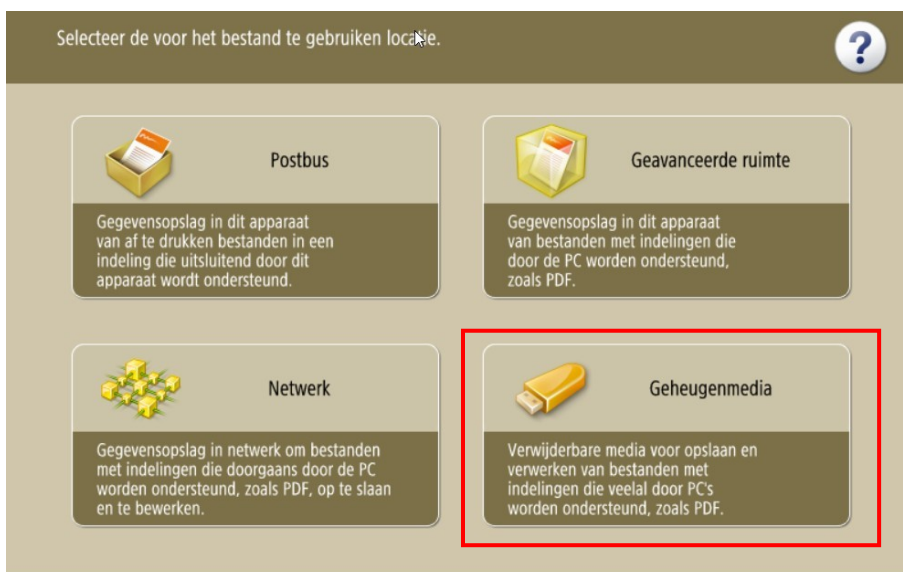 Selecteer de voor het bestand te gebruiken locatie.
?
Postbus
Gegevensopslag in dit apparaat
van af te drukken bestanden in een
indeling die uitsluitend door dit
apparaat wordt ondersteund.
Geavanceerde ruimte
Gegevensopslag in dit apparaat
van bestanden met indelingen die
door de PC worden ondersteund,
zoals PDF.
Netwerk
Gegevensopslag in netwerk om bestanden
met indelingen die doorgaans door de PC
worden ondersteund, zoals PDF, op te slaan
en te bewerken.
Geheugenmedia
Verwijderbare media voor opslaan en
verwerken van bestanden met
indelingen die veelal door PC's
worden ondersteund, zoals PDF.